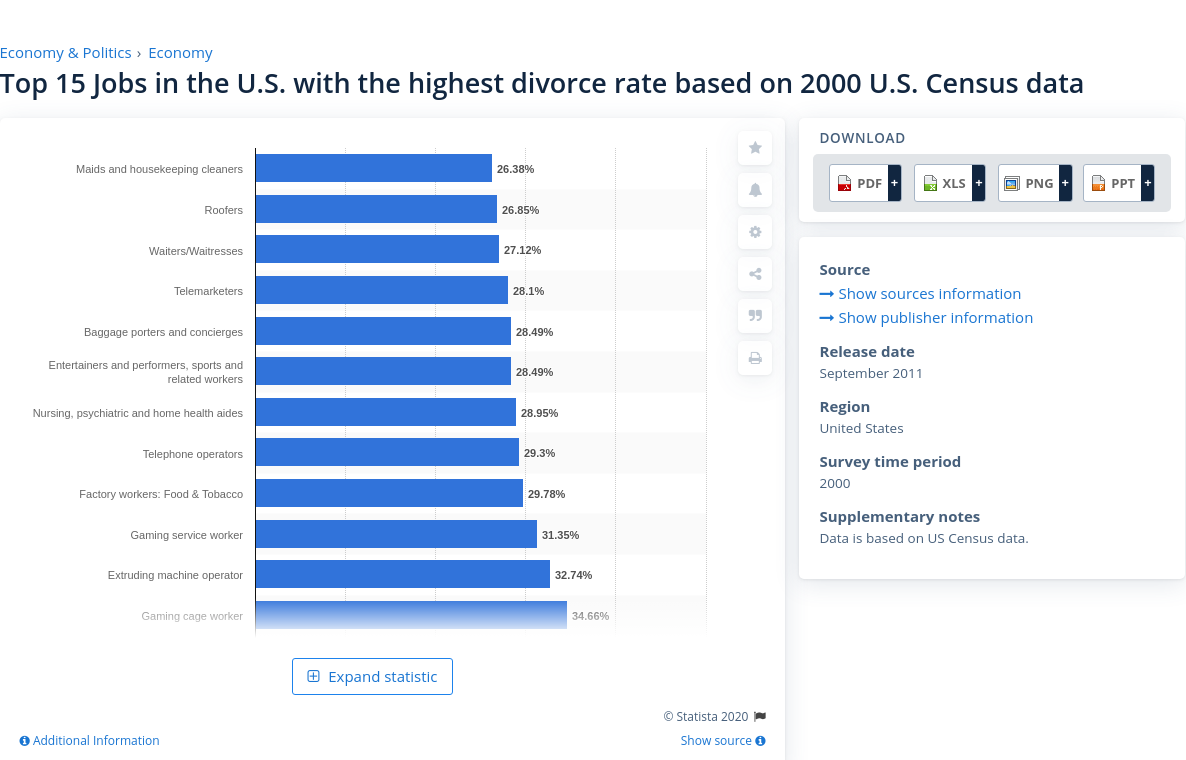 Economy & Politics › Economy
Top 15 Jobs in the U.S. with the highest divorce rate based on 2000 U.S. Census data
Maids and housekeeping cleaners 26.38%
Roofers 26.85%
Waiters/Waitresses 27.12%
Telemarketers 28.1%
Baggage porters and concierges 28.49%
Entertainers and performers, sports and
related workers 28.49%
Nursing, psychiatric and home health aides 28.95%
Telephone operators 29.3%
Factory workers: Food & Tobacco 29.78%
Gaming service worker 31.35%
Extruding machine operator 32.74%
Gaming cage worker 34.66%
Expand statistic
© Statista 2020
Additional Information
Show source
DOWNLOAD
PDF + XLS + PNG + PPT +
Source
Show sources information
Show publisher information
Release date
September 2011
Region
United States
Survey time period
2000
Supplementary notes
Data is based on US Census data.